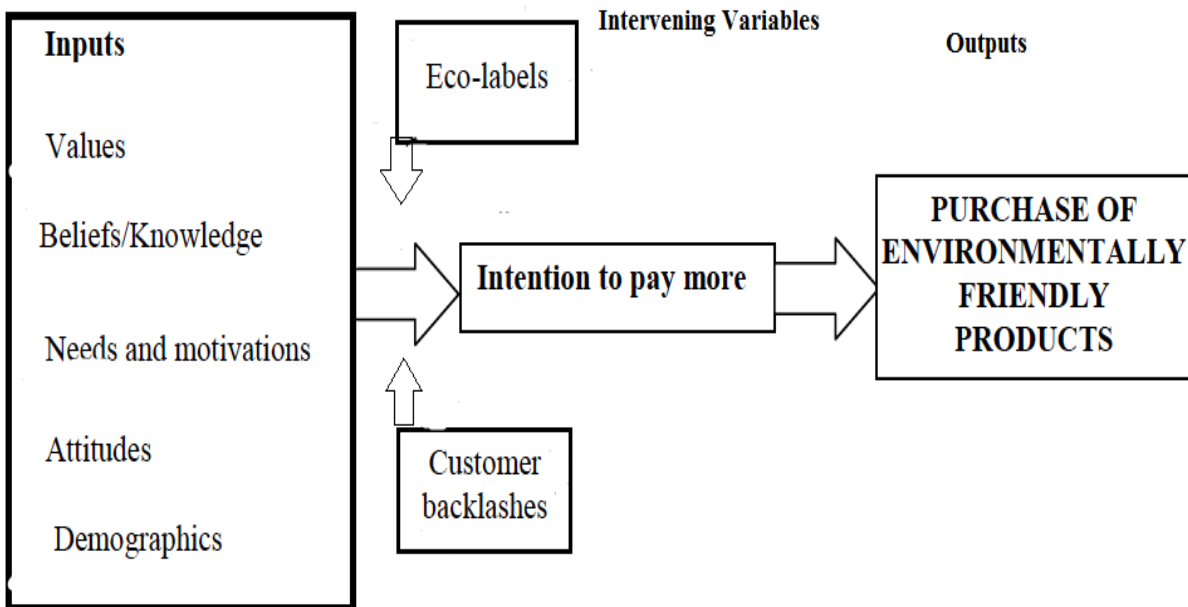 Inputs
Values
Beliefs/Knowledge
Needs and motivations
Attitudes
Demographics
Eco-labels
Intervening Variables
Outputs
Intention to pay more
Customer
backlashes
PURCHASE OF
ENVIRONMENTALLY
FRIENDLY
PRODUCTS